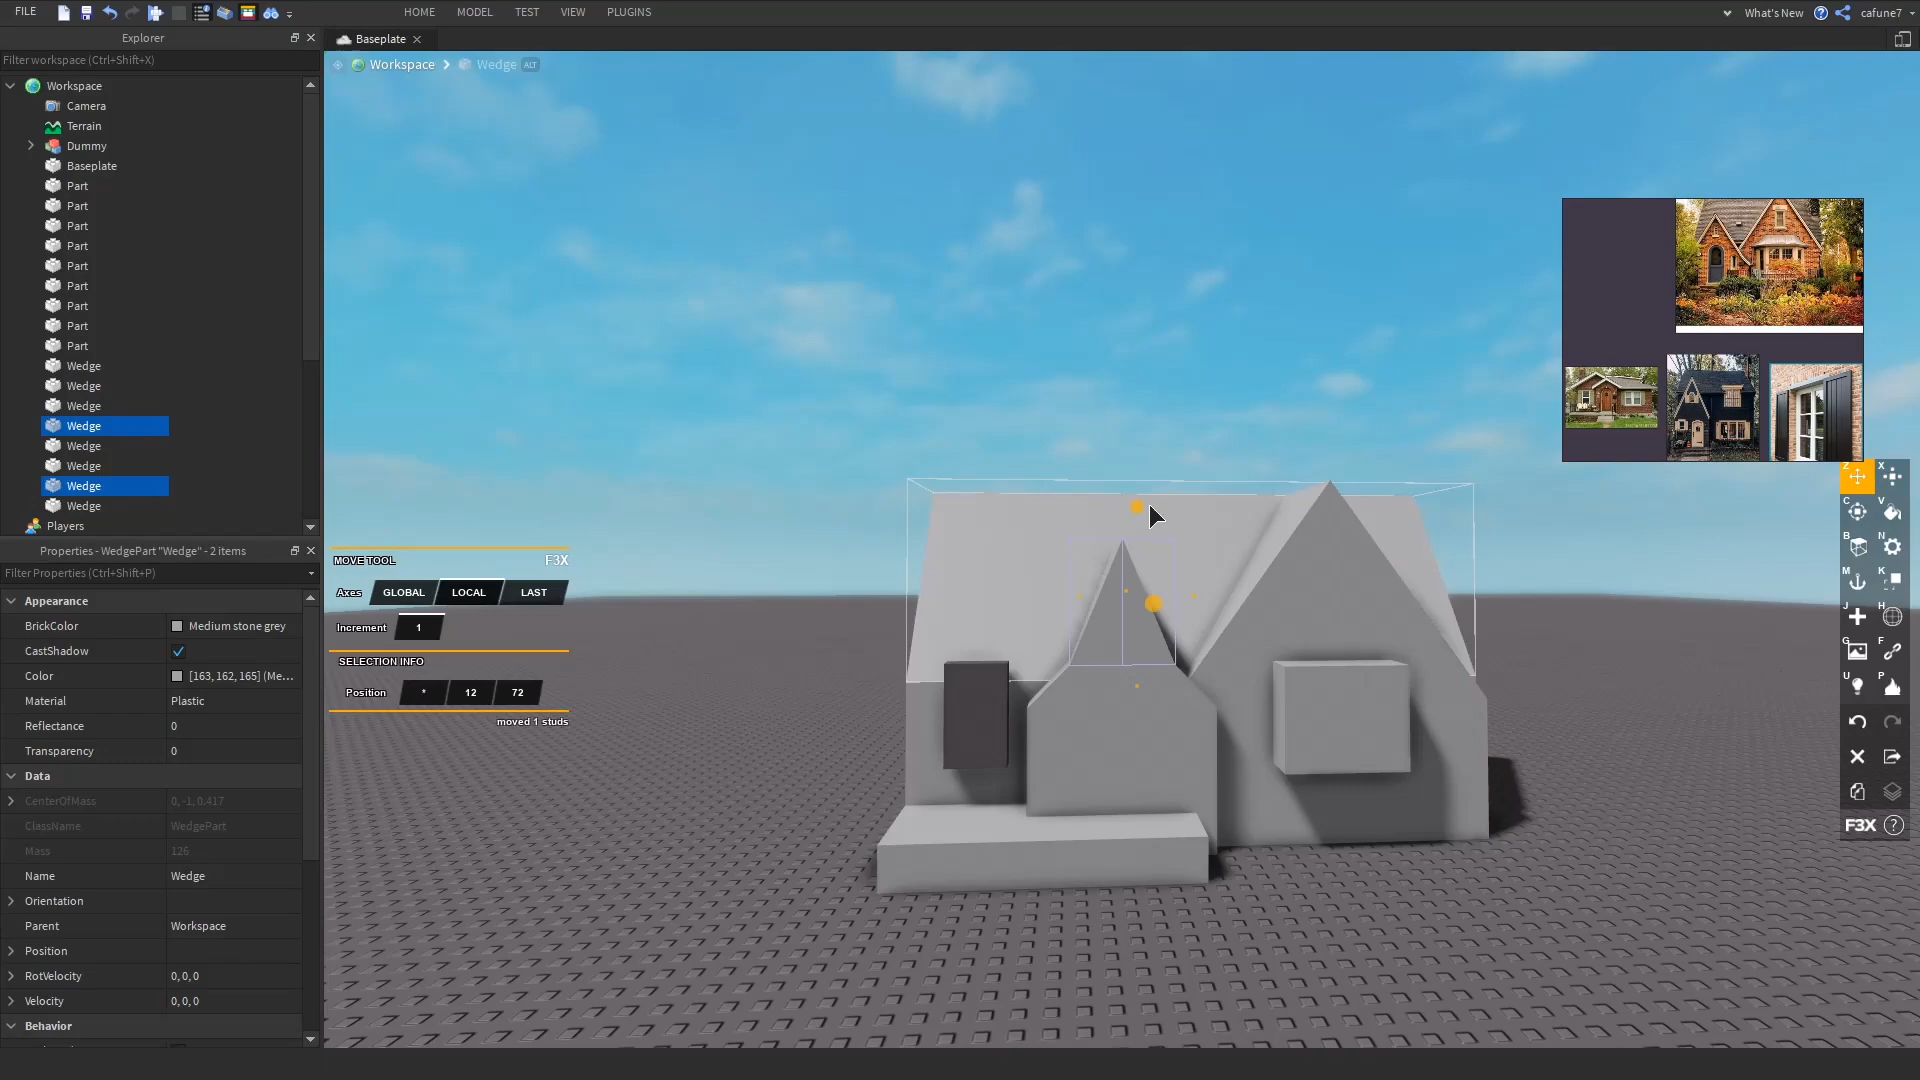 FILE
HOME
MODEL
TEST
VIEW
PLUGINS
What's New
cafune7
Explorer
Filter workspace (Ctrl+Shift+X)
Workspace
Camera
Terrain
Dummy
Baseplate
Part
Part
Part
Part
Part
Part
Part
Part
Part
Wedge
Wedge
Wedge
Wedge
Wedge
Wedge
Wedge
Wedge
Players
Properties - WedgePart "Wedge" - 2 items
Filter Properties (Ctrl+Shift+P)
Appearance
BrickColor Medium stone grey
CastShadow
Color [163, 162, 165] (Me...
Material Plastic
Reflectance 0
Transparency 0
Data
CenterOfMass 0, -1, 0.417
ClassName WedgePart
Mass 126
Name Wedge
Orientation
Parent Workspace
Position
RotVelocity 0, 0, 0
Velocity 0, 0, 0
Behavior
Baseplate
Workspace Wedge ALT
MOVE TOOL F3X
Axes GLOBAL LOCAL LAST
Increment 1
SELECTION INFO
Position * 12 72
moved 1 studs
Z X
C V
B N
M K
J H
G F
U P
F3X ?